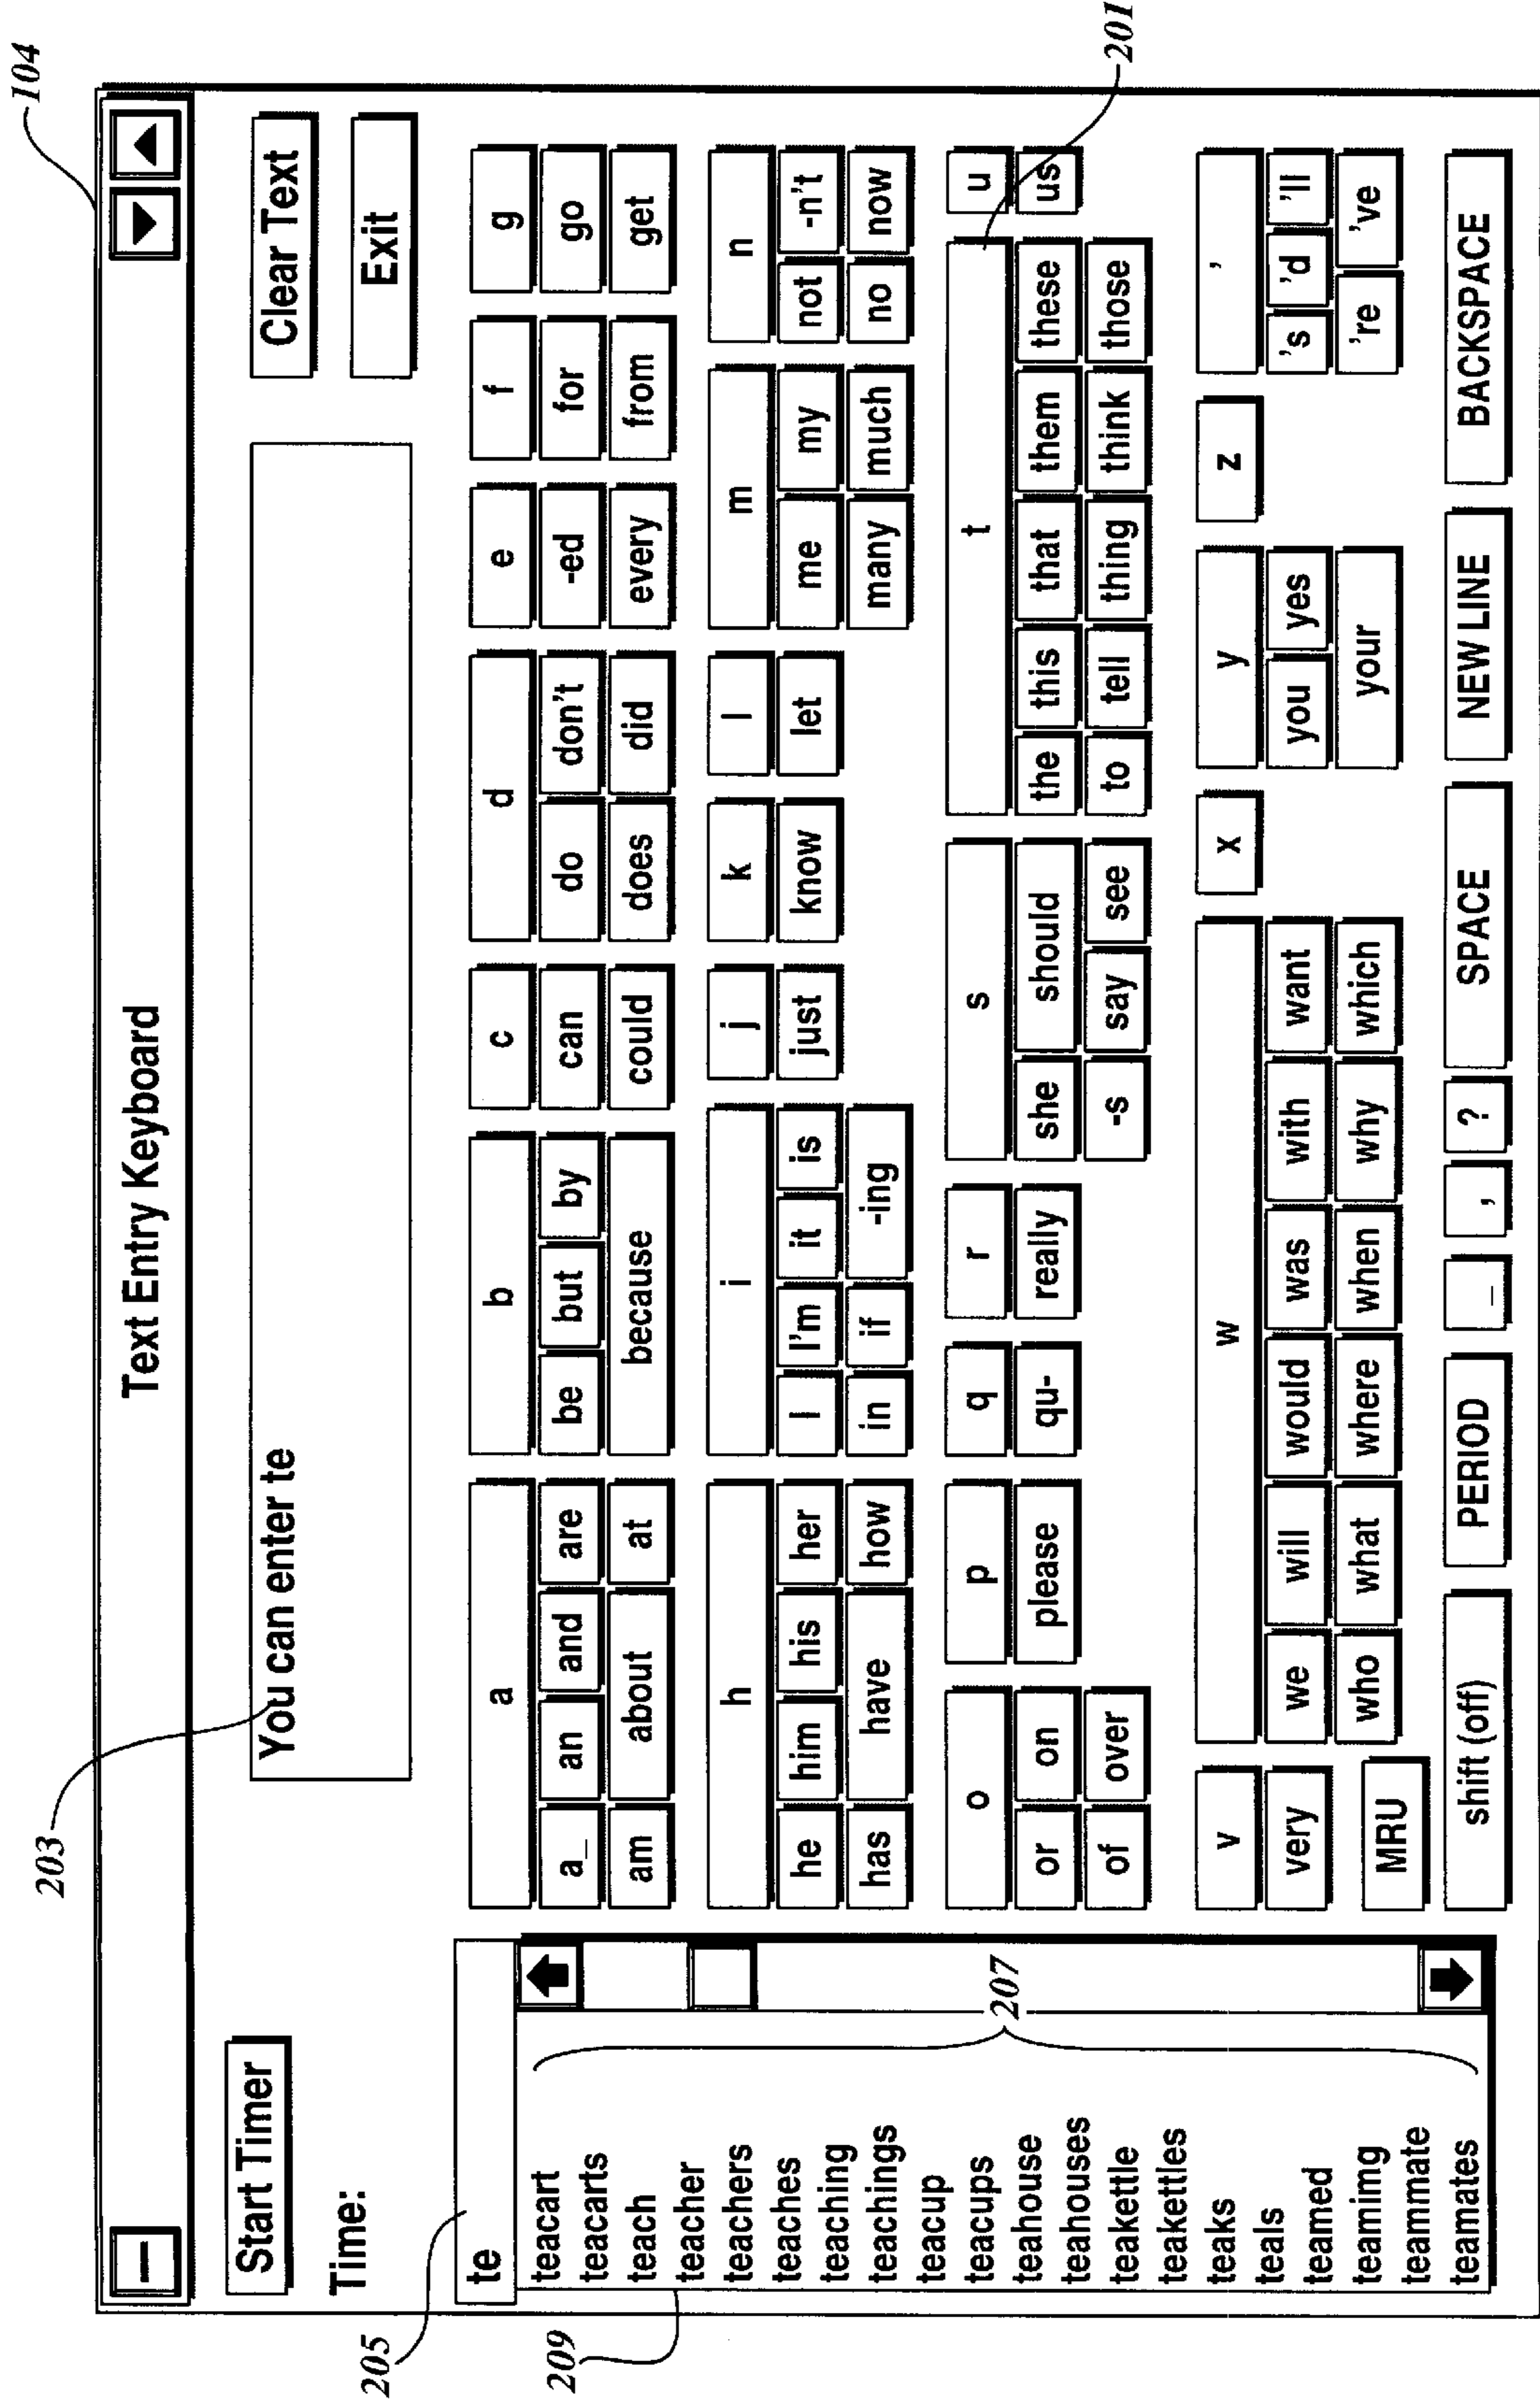 104
Text Entry Keyboard
203
Start Timer
You can enter te
Clear Text
Time:
Exit
205
te
209
teacart
teacarts
teach
teacher
teachers
teaches
teaching
teachings
teacup
teacups
teahouse
teahouses
teakettle
teakettles
teaks
teals
teamed
teamimg
teammate
teamates
207
a b c d e f g
a_ an and are be but by can do don't -ed for go
am about at because could does did every from get
h i j k l m n
he him his her I I'm it is just know let me my not -n't
has have how in if -ing many much no now
o p q r s t u
201
or on please qu- really she should the this that them these us
of over -s say see to tell thing think those
v w x y z '
very we will would was with want you yes 's 'd 'll
MRU who what where when why which your 're 've
shift (off) PERIOD _ , ? SPACE NEW LINE BACKSPACE